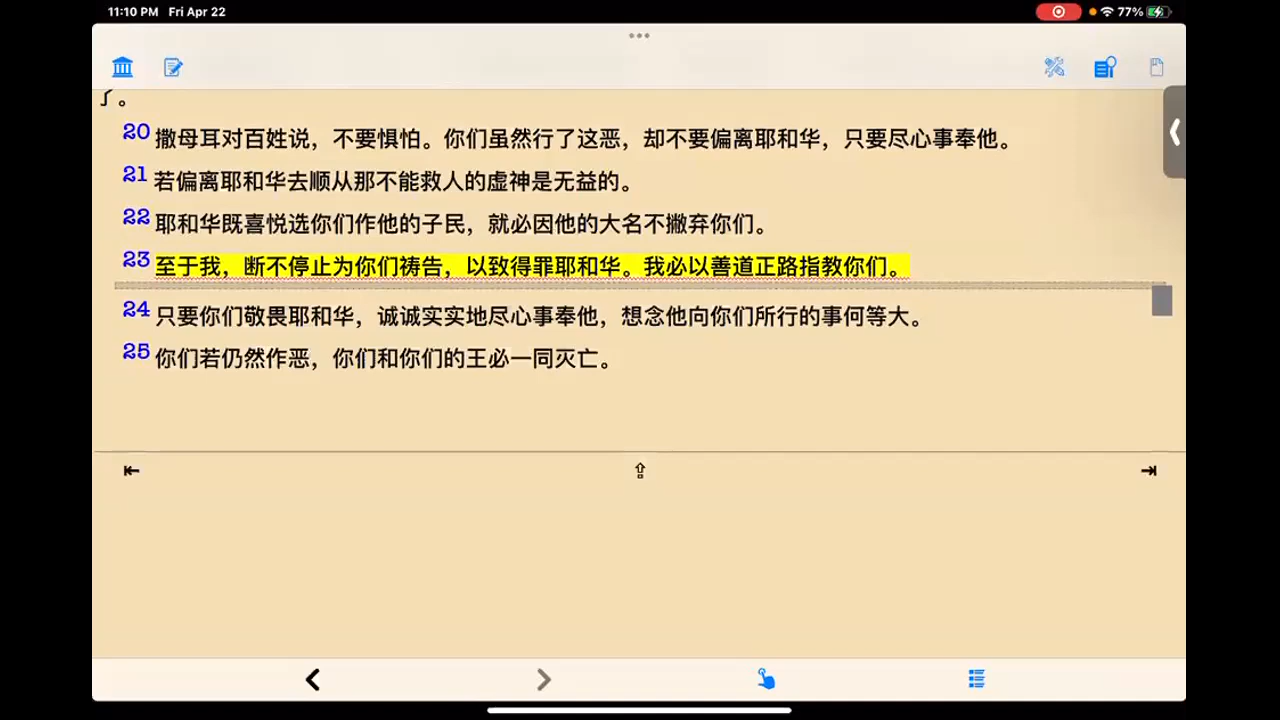 11:10 PM Fri Apr 22
77%
。
20 撒母耳对百姓说，不要惧怕。你们虽然行了这恶，却不要偏离耶和华，只要尽心事奉他。
21 若偏离耶和华去顺从那不能救人的虚神是无益的。
22 耶和华既喜悦选你们作他的子民，就必因他的大名不撇弃你们。
23 至于我，断不停止为你们祷告，以致得罪耶和华。我必以善道正路指教你们。
24 只要你们敬畏耶和华，诚诚实实地尽心事奉他，想念他向你们所行的事何等大。
25 你们若仍然作恶，你们和你们的王必一同灭亡。